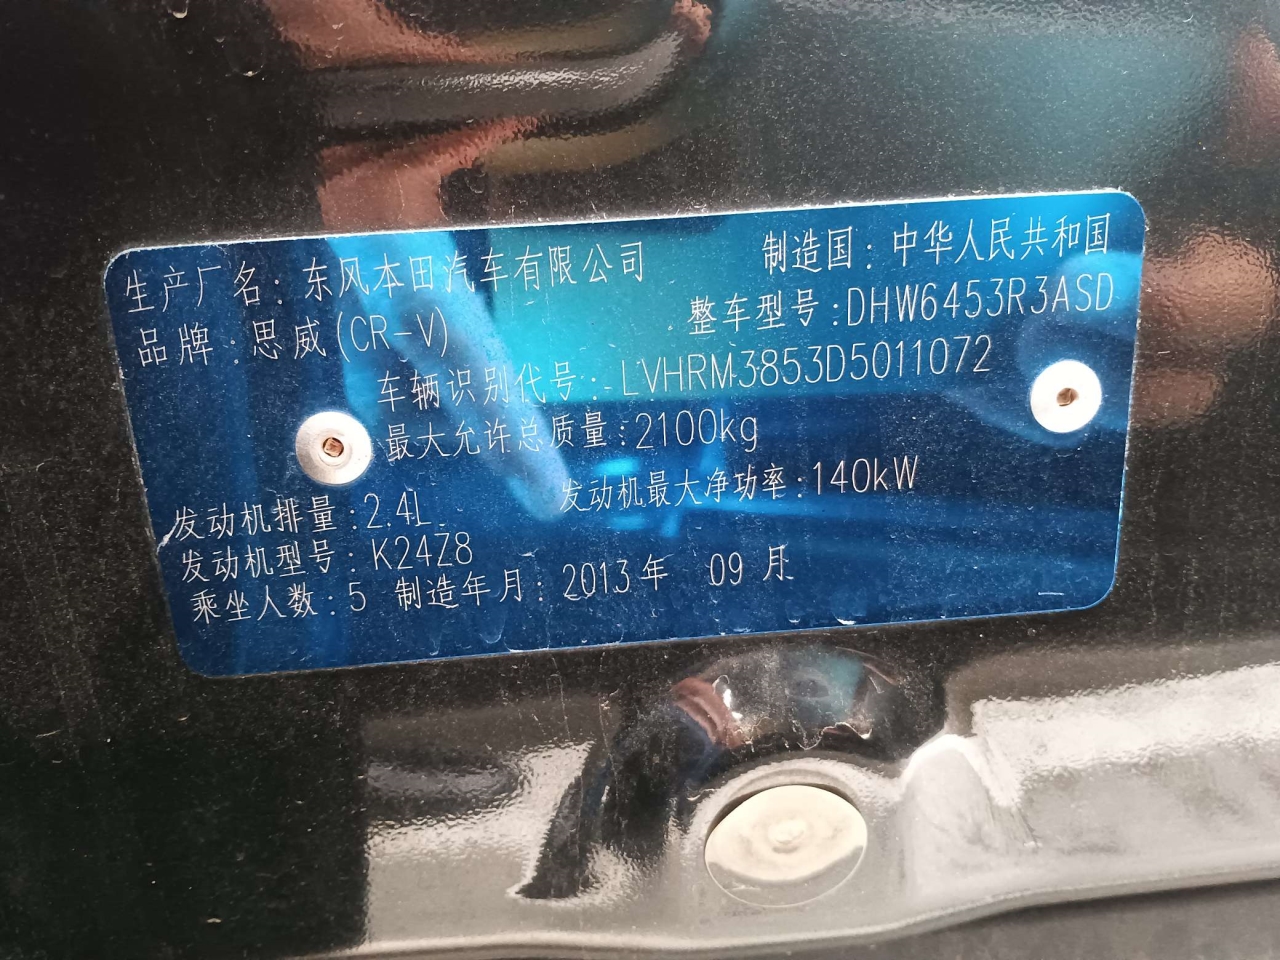 生产厂名：东风本田汽车有限公司 制造国：中华人民共和国
品牌：思威(CR-V) 整车型号：DHW6453R3ASD
车辆识别代号：LVHRM3853D5011072
最大允许总质量：2100kg
发动机排量：2.4L 发动机最大净功率：140kW
发动机型号：K24Z8
乘坐人数：5 制造年月：2013年 09月